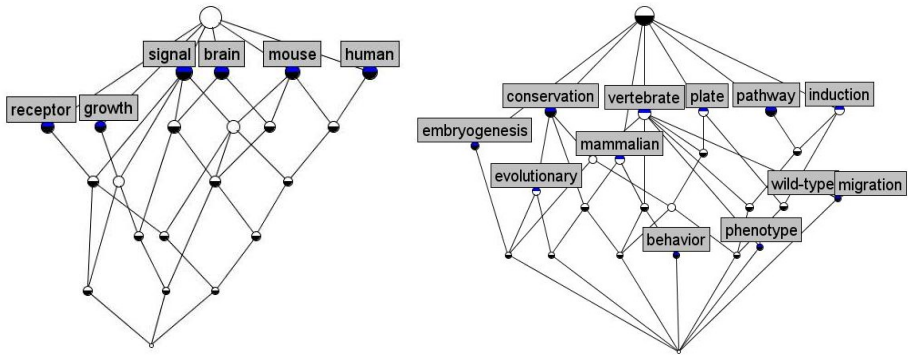 signal brain mouse human
receptor growth
conservation vertebrate plate pathway induction
embryogenesis
mammalian
evolutionary
wild-type migration
phenotype
behavior